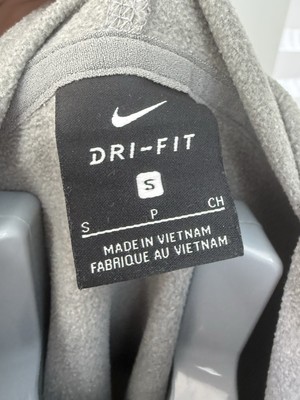 DRI-FIT
S
S P CH
MADE IN VIETNAM
FABRIQUE AU VIETNAM